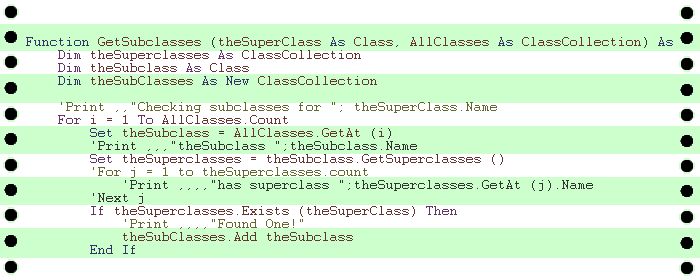 Function GetSubclasses (theSuperClass As Class, AllClasses As ClassCollection) As
Dim theSuperclasses As ClassCollection
Dim theSubclass As Class
Dim theSubClasses As New ClassCollection
'Print ,,"Checking subclasses for "; theSuperClass.Name
For i = 1 To AllClasses.Count
Set theSubclass = AllClasses.GetAt (i)
'Print ,,"theSubclass ";theSubclass.Name
Set theSuperclasses = theSubclass.GetSuperclasses ()
'For j = 1 to theSuperclasses.count
'Print ,,,,"has superclass ";theSuperclasses.GetAt (j).Name
'Next j
If theSuperclasses.Exists (theSuperClass) Then
'Print ,,,,"Found One!"
theSubClasses.Add theSubclass
End If